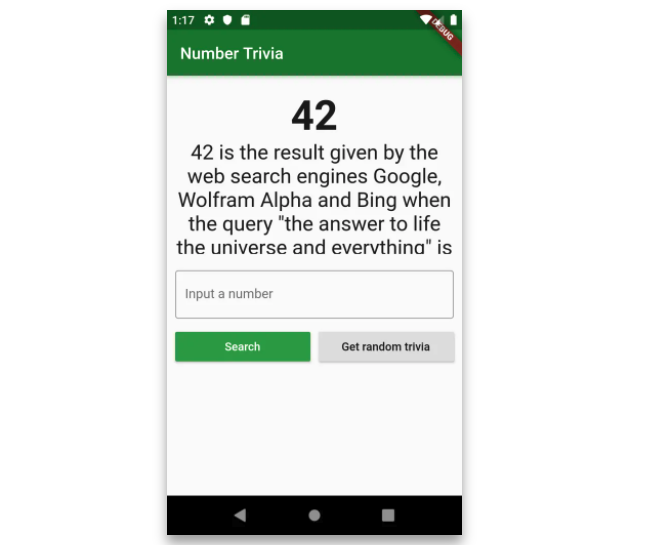 1:17
DEBUG
Number Trivia
42
42 is the result given by the
web search engines Google,
Wolfram Alpha and Bing when
the query "the answer to life
the universe and everything" is
Input a number
Search
Get random trivia